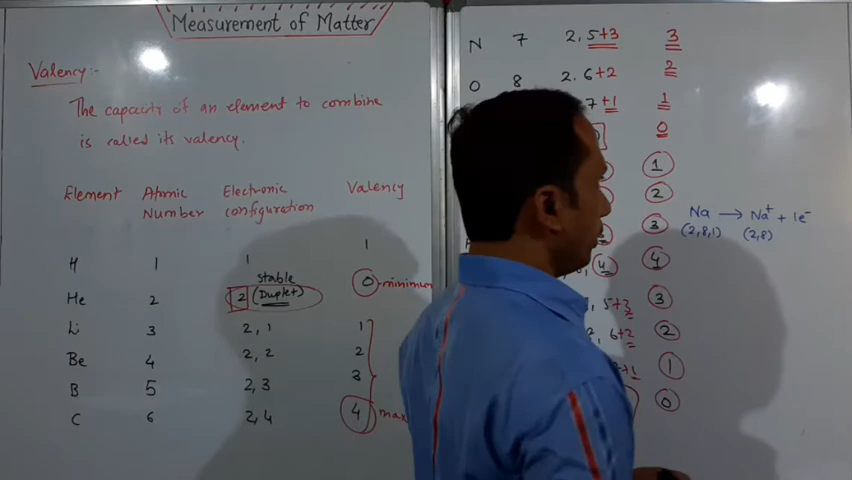 Measurement of Matter
Valency:-
The capacity of an element to combine
is called its valency.
Element Atomic Number Electronic configuration Valency
H 1 1 1
He 2 2 (Duplet) stable 0 - minimum
Li 3 2, 1 1
Be 4 2, 2 2
B 5 2, 3 3
C 6 2, 4 4 max
N 7 2, 5+3 3
O 8 2. 6+2 2
7+1 1
0
1
2
3
4 4
5+3 3
6+2 2
+1 1
0
Na → Na⁺ + 1e⁻
(2,8,1) (2,8)